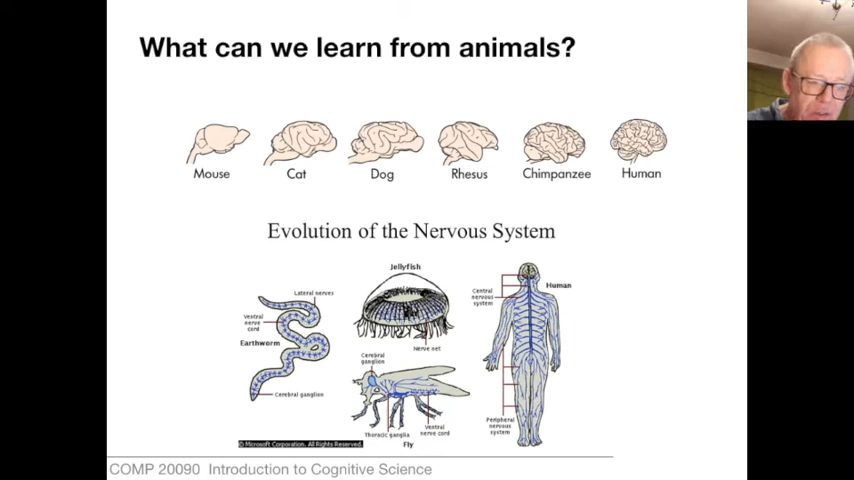 What can we learn from animals?
Mouse Cat Dog Rhesus Chimpanzee Human
Evolution of the Nervous System
Jellyfish
Lateral nerves
Central
nervous
system
Human
Ventral
nerve
cord
Earthworm
Nerve net
Cerebral
ganglion
Cerebral ganglion
Peripheral
nervous
system
Thoracic ganglia
Ventral
nerve cord
Fly
© Microsoft Corporation. All Rights Reserved.
COMP 20090 Introduction to Cognitive Science